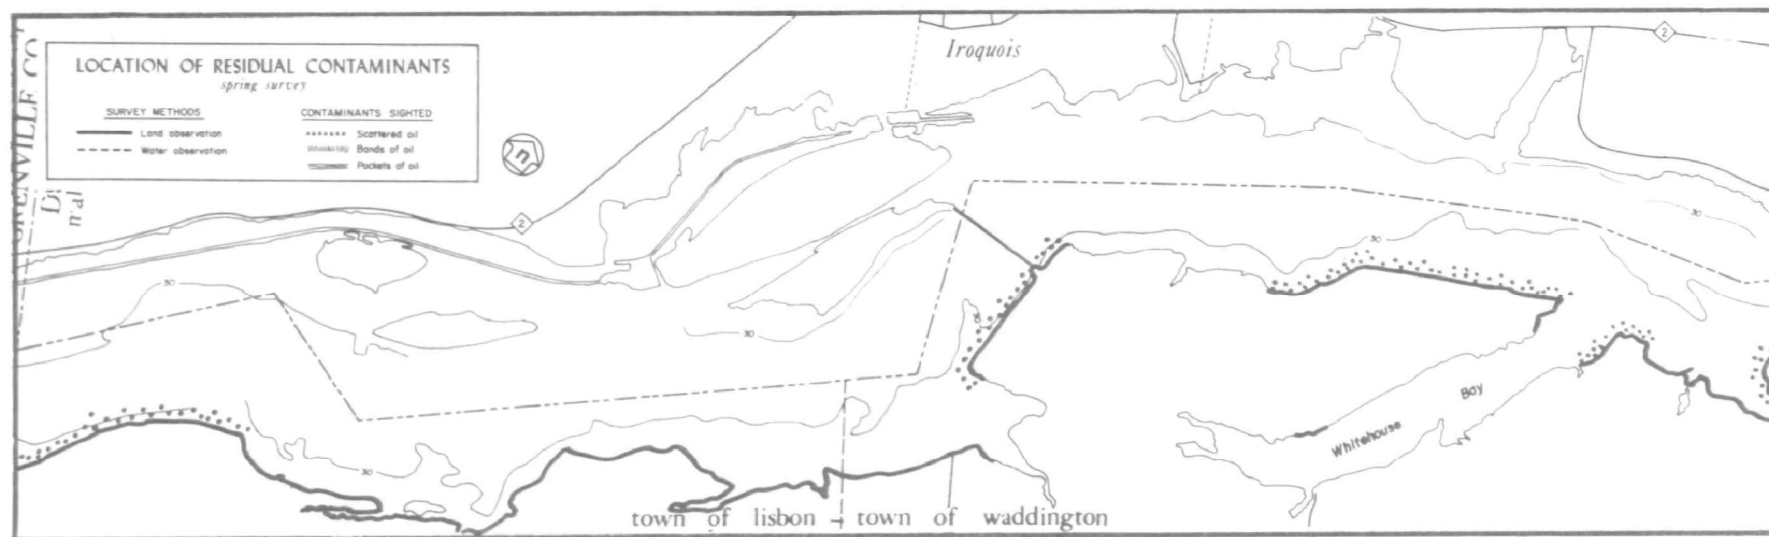 LOCATION OF RESIDUAL CONTAMINANTS
spring survey
SURVEY METHODS
Land observation
Water observation
CONTAMINANTS SIGHTED
Scattered oil
Bands of oil
Pockets of oil
n
Iroquois
2
2
30
30
30
30
30
Whitehouse Bay
town of lisbon
town of waddington